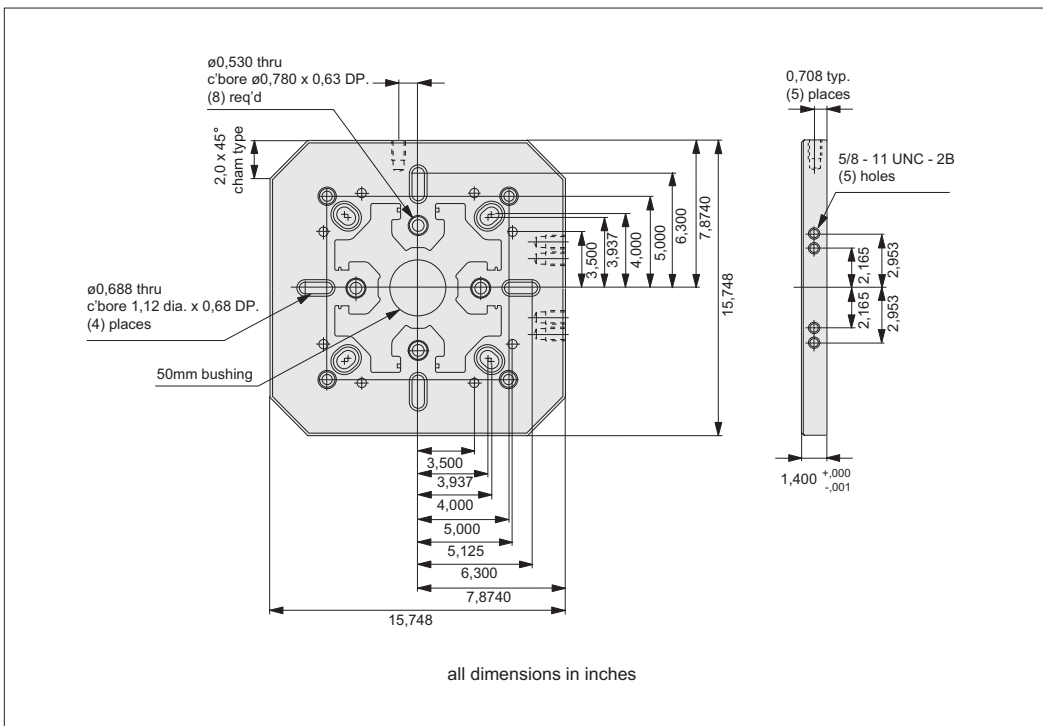 ø0,530 thru
c'bore ø0,780 x 0,63 DP.
(8) req'd
2,0 x 45°
cham type
ø0,688 thru
c'bore 1,12 dia. x 0,68 DP.
(4) places
50mm bushing
3,500
3,937
4,000
5,000
6,300
7,8740
15,748
3,500
3,937
4,000
5,000
5,125
6,300
7,8740
15,748
0,708 typ.
(5) places
5/8 - 11 UNC - 2B
(5) holes
2,165
2,953
2,165
2,953
1,400 +,000
-,001
all dimensions in inches